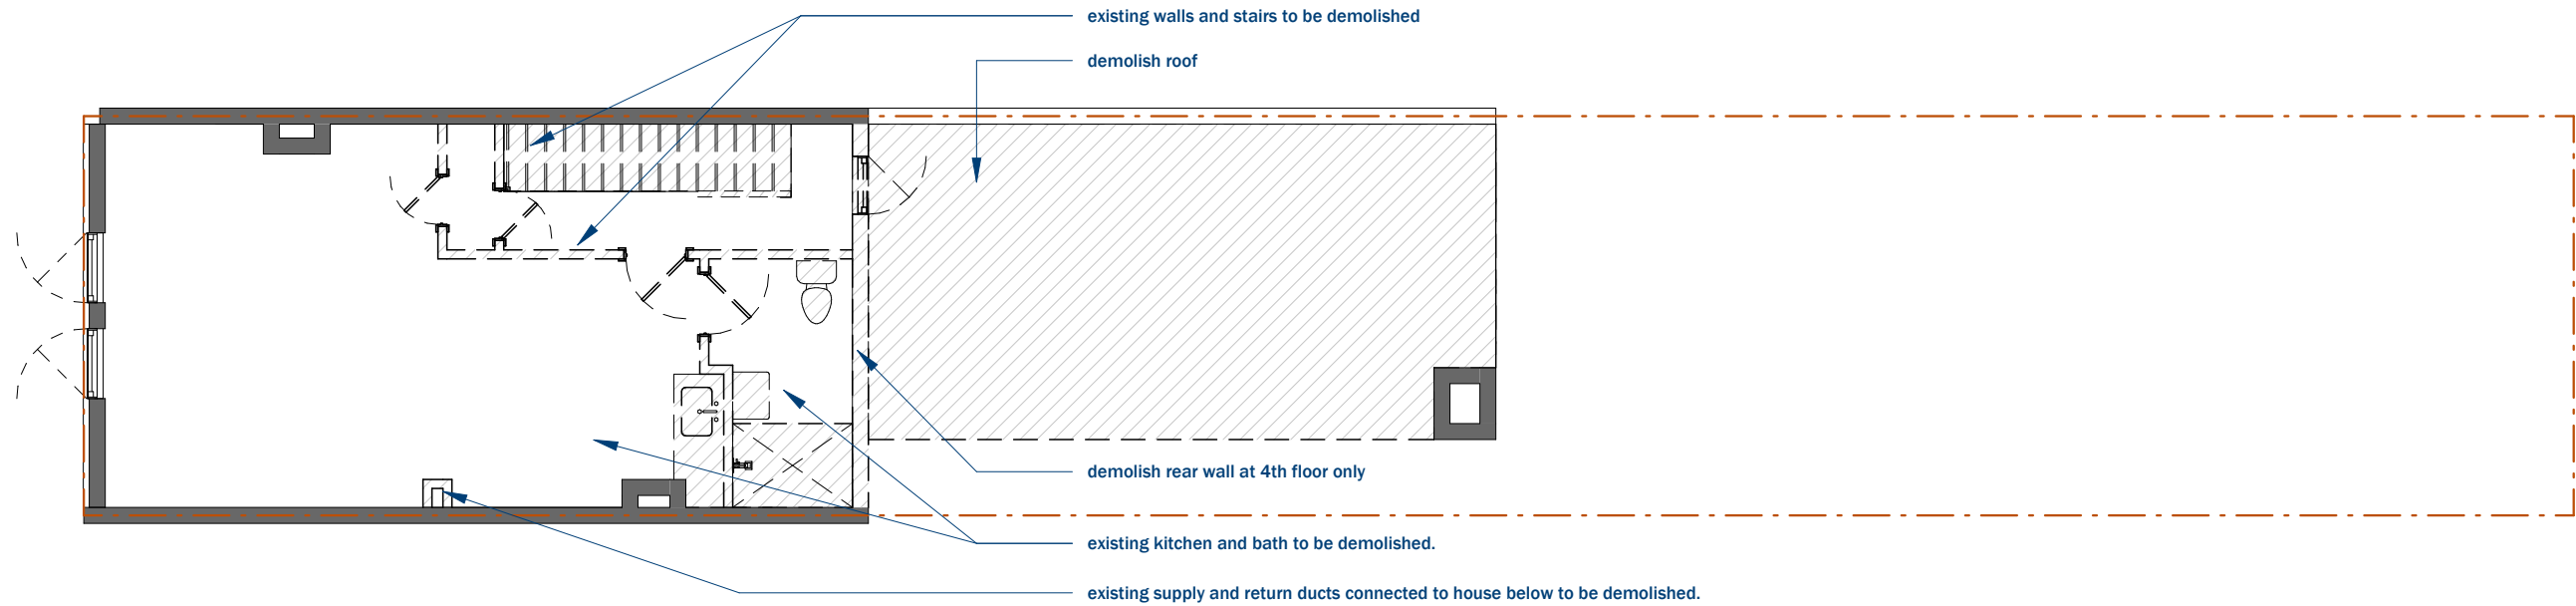 existing walls and stairs to be demolished
demolish roof
demolish rear wall at 4th floor only
existing kitchen and bath to be demolished.
existing supply and return ducts connected to house below to be demolished.